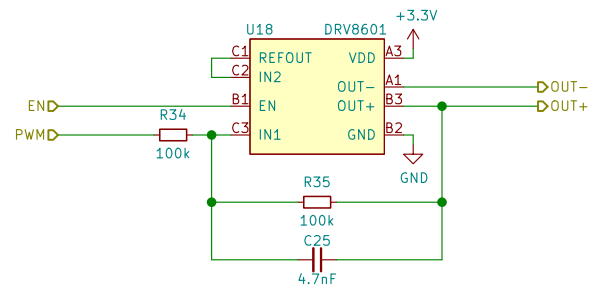 +3.3V
U18 DRV8601
C1 REFOUT VDD A3
C2 IN2
OUT- A1 OUT-
EN B1 EN OUT+ B3 OUT+
R34
PWM C3 IN1 GND B2
100k
GND
R35
100k
C25
4.7nF